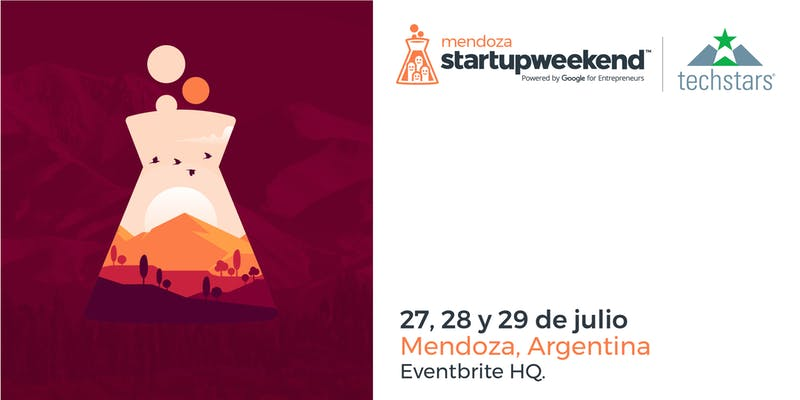 mendoza
startupweekend™
Powered by Google for Entrepreneurs
techstars®
27, 28 y 29 de julio
Mendoza, Argentina
Eventbrite HQ.